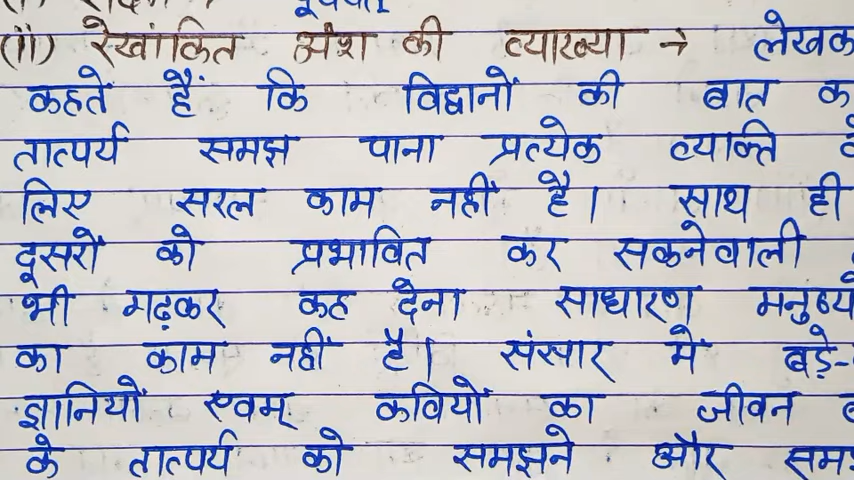 (ii) रेखांकित अंश की व्याख्या → लेखक
कहते हैं कि विद्वानों की बात
तात्पर्य समझ पाना प्रत्येक व्यक्ति
लिए सरल काम नहीं है। साथ ही
दूसरों को प्रभावित कर सकनेवाली
भी गढ़कर कह देना साधारण
का काम नहीं है। संसार में बड़े-
ज्ञानियों एवम् कवियों का जीवन
के तात्पर्य को समझने और